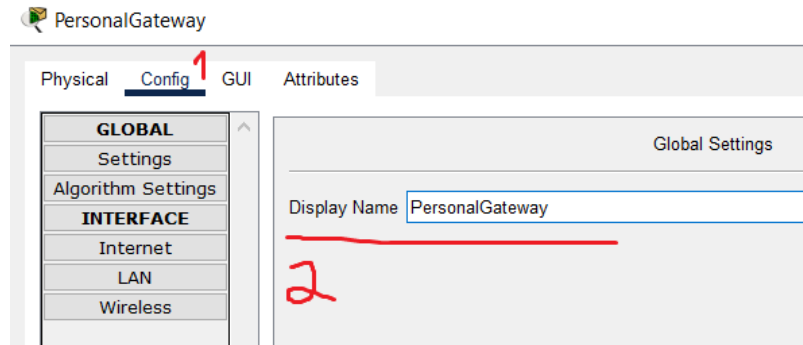 PersonalGateway
1
Physical Config GUI Attributes
GLOBAL
Settings
Algorithm Settings
INTERFACE
Internet
LAN
Wireless
Global Settings
Display Name PersonalGateway
2